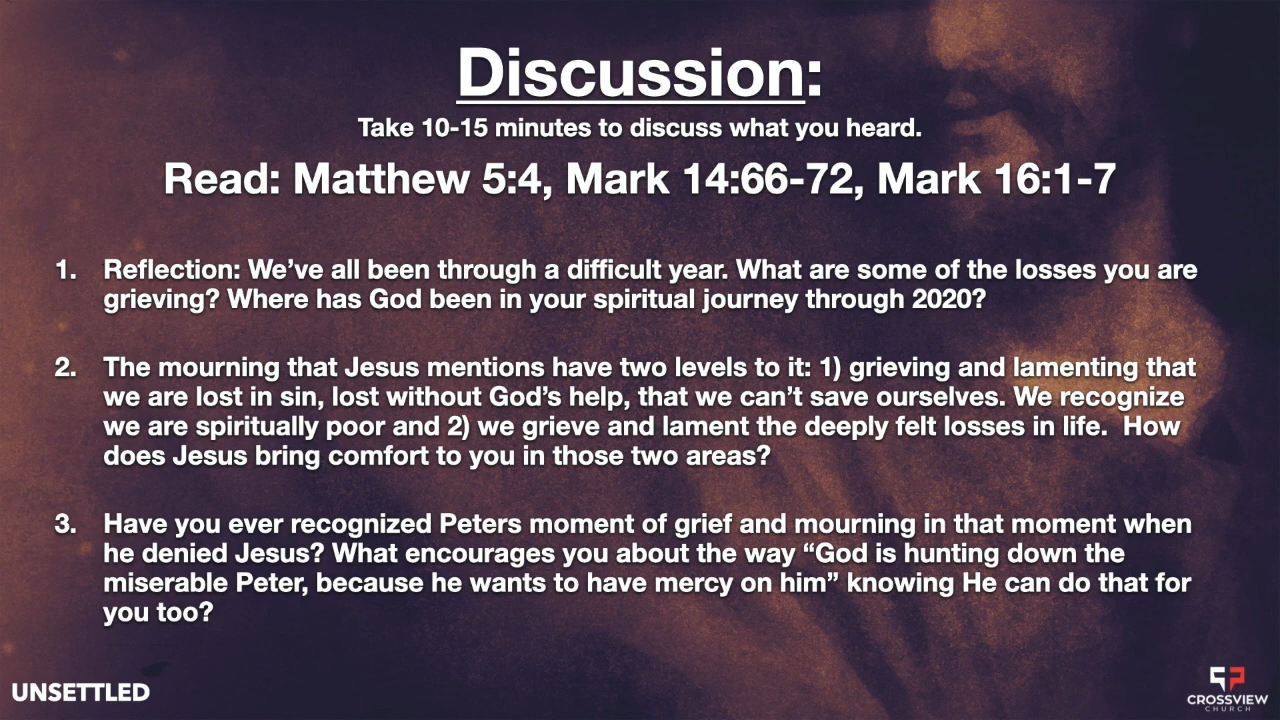 Discussion:
Take 10-15 minutes to discuss what you heard.
Read: Matthew 5:4, Mark 14:66-72, Mark 16:1-7
1. Reflection: We’ve all been through a difficult year. What are some of the losses you are
grieving? Where has God been in your spiritual journey through 2020?
2. The mourning that Jesus mentions have two levels to it: 1) grieving and lamenting that
we are lost in sin, lost without God’s help, that we can’t save ourselves. We recognize
we are spiritually poor and 2) we grieve and lament the deeply felt losses in life.  How
does Jesus bring comfort to you in those two areas?
3. Have you ever recognized Peters moment of grief and mourning in that moment when
he denied Jesus? What encourages you about the way “God is hunting down the
miserable Peter, because he wants to have mercy on him” knowing He can do that for
you too?
UNSETTLED
CROSSVIEW
CHURCH